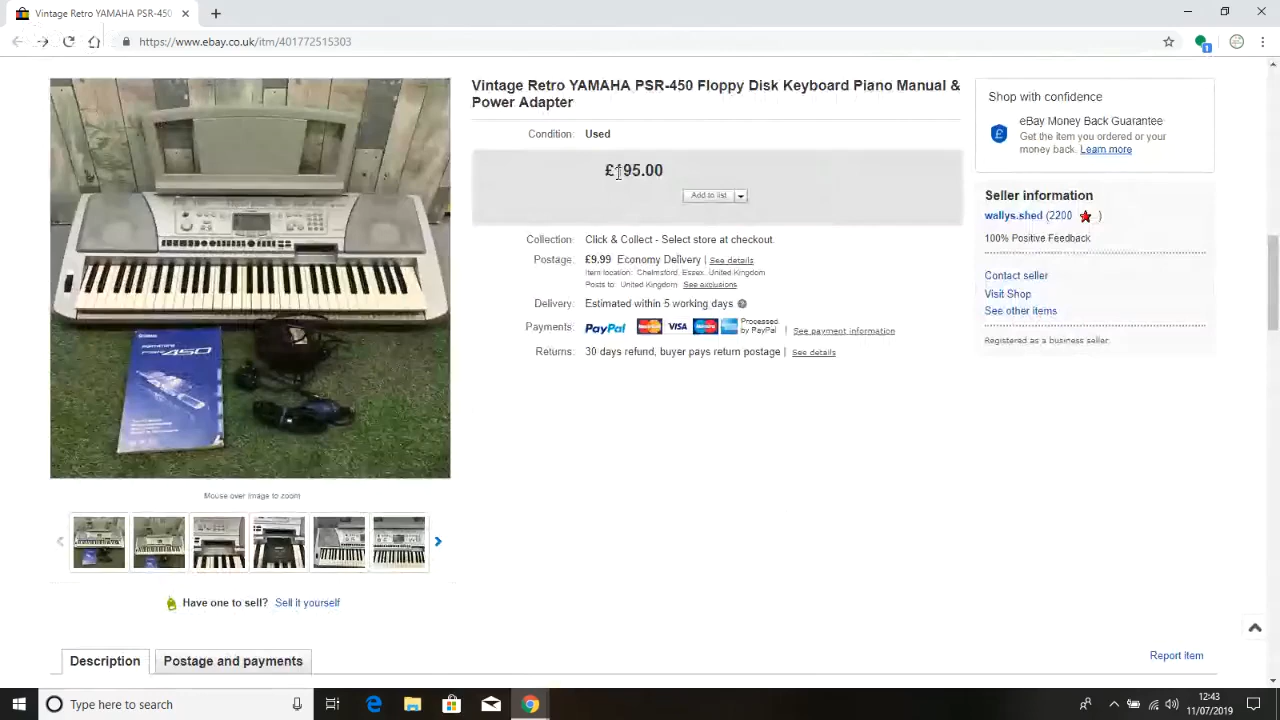 Vintage Retro YAMAHA PSR-450
https://www.ebay.co.uk/itm/401772515303
Vintage Retro YAMAHA PSR-450 Floppy Disk Keyboard Piano Manual &
Power Adapter
Condition: Used
£195.00
Add to list
Collection: Click & Collect - Select store at checkout.
Postage: £9.99 Economy Delivery | See details
Item location: Chelmsford, Essex, United Kingdom
Posts to: United Kingdom See exclusions
Delivery: Estimated within 5 working days
Payments: PayPal MasterCard VISA Maestro Processed by PayPal | See payment information
Returns: 30 days refund, buyer pays return postage | See details
Shop with confidence
eBay Money Back Guarantee
Get the item you ordered or your
money back. Learn more
Seller information
wallys.shed (2200 )
100% Positive Feedback
Contact seller
Visit Shop
See other items
Registered as a business seller
PSR-450
Mouse over image to zoom
Have one to sell? Sell it yourself
Description
Postage and payments
Report item
Type here to search
12:43
11/07/2019